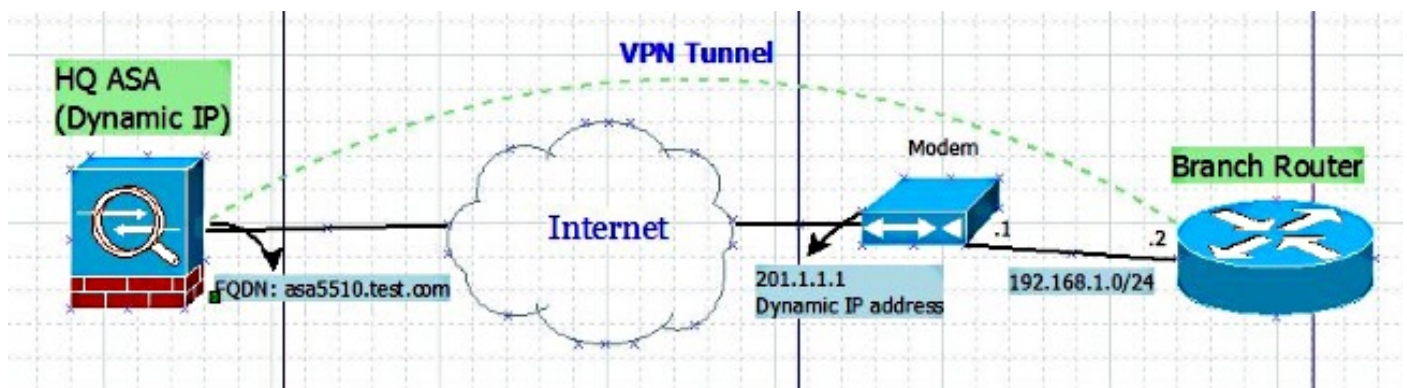 VPN Tunnel
HQ ASA
(Dynamic IP)
Modem
Branch Router
Internet
.1
.2
FQDN: asa5510.test.com
201.1.1.1
Dynamic IP address
192.168.1.0/24